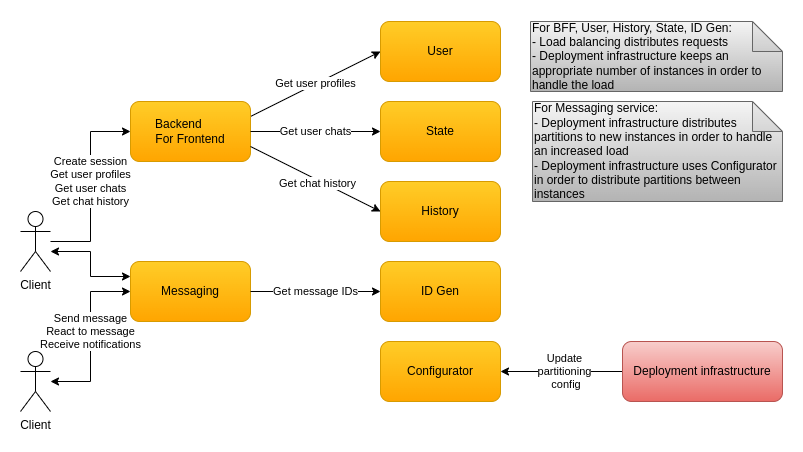 User
For BFF, User, History, State, ID Gen:
- Load balancing distributes requests
- Deployment infrastructure keeps an
appropriate number of instances in order to
handle the load
Get user profiles
Backend
For Frontend
Get user chats
State
For Messaging service:
- Deployment infrastructure distributes
partitions to new instances in order to handle
an increased load
- Deployment infrastructure uses Configurator
in order to distribute partitions between
instances
Create session
Get user profiles
Get user chats
Get chat history
Get chat history
History
Client
Messaging
Get message IDs
ID Gen
Send message
React to message
Receive notifications
Client
Configurator
Update
partitioning
config
Deployment infrastructure